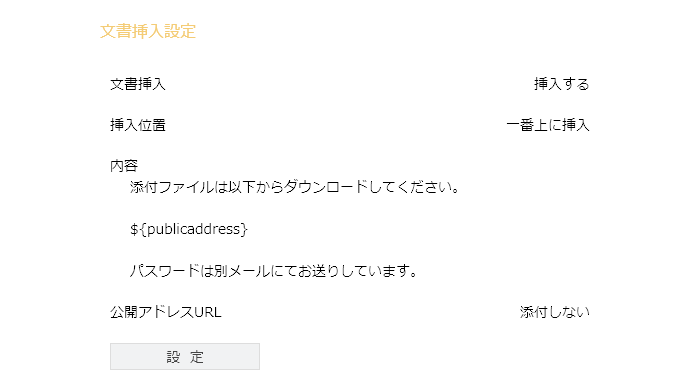 文書挿入設定
文書挿入 挿入する
挿入位置 一番上に挿入
内容
添付ファイルは以下からダウンロードしてください。
${publicaddress}
パスワードは別メールにてお送りしています。
公開アドレスURL 添付しない
設 定